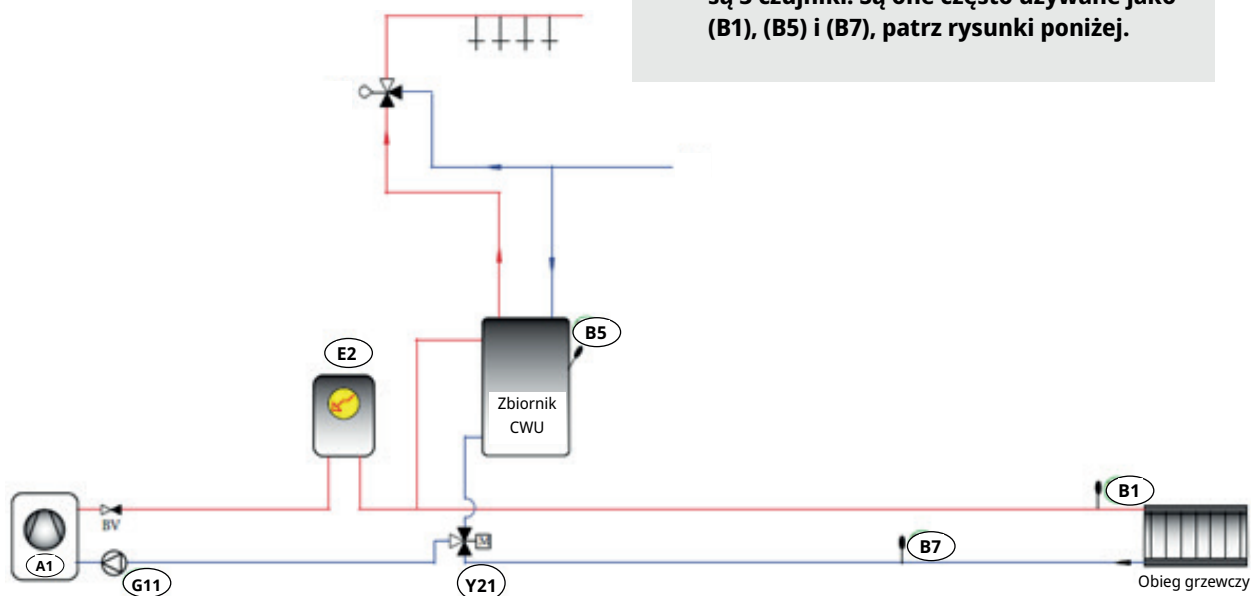 (B1), (B5) i (B7), patrz rysunki poniżej.
B5
E2
Zbiornik
CWU
B1
BV
B7
A1
G11
Y21
M
Obieg grzewczy